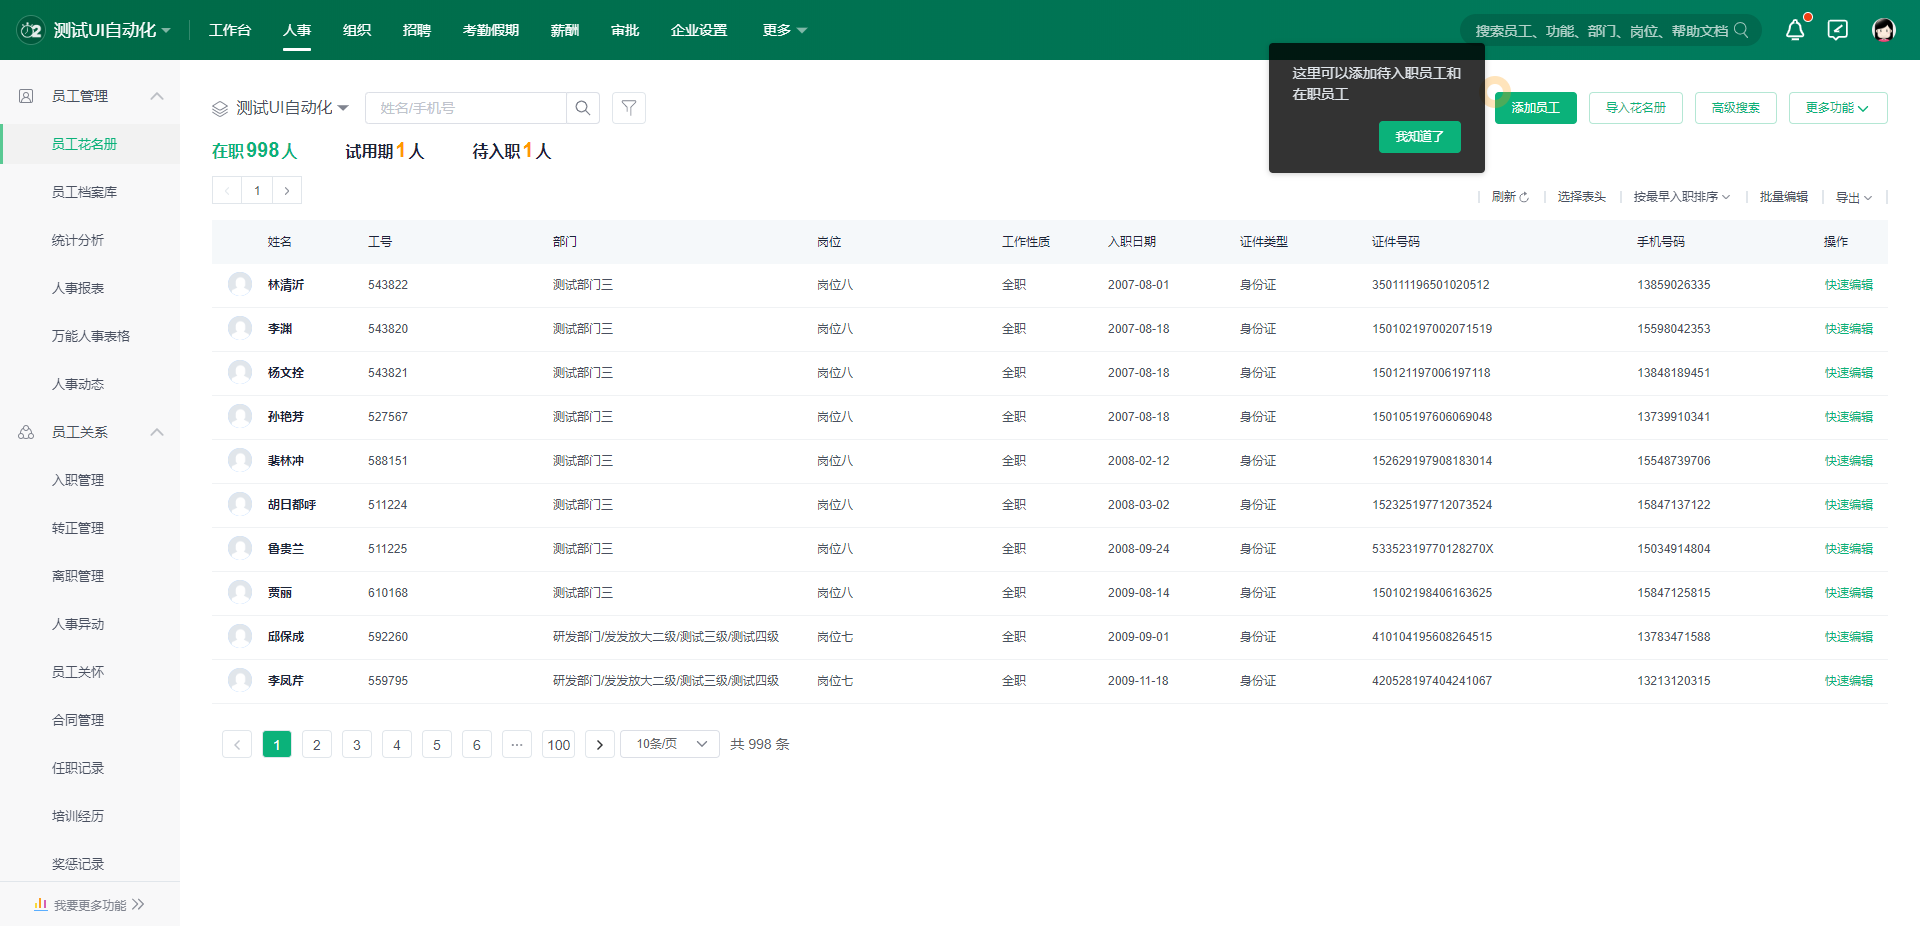 测试UI自动化 工作台 人事 组织 招聘 考勤假期 薪酬 审批 企业设置 更多 搜索员工、功能、部门、岗位、帮助文档
员工管理
员工花名册
员工档案库
统计分析
人事报表
万能人事表格
人事动态
员工关系
入职管理
转正管理
离职管理
人事异动
员工关怀
合同管理
任职记录
培训经历
奖惩记录
我要更多功能
测试UI自动化 姓名/手机号
这里可以添加待入职员工和
在职员工
我知道了
添加员工 导入花名册 高级搜索 更多功能
在职998人 试用期1人 待入职1人
1
刷新 选择表头 按最早入职排序 批量编辑 导出
姓名 工号 部门 岗位 工作性质 入职日期 证件类型 证件号码 手机号码 操作
林清沂 543822 测试部门三 岗位八 全职 2007-08-01 身份证 350111196501020512 13859026335 快速编辑
李渊 543820 测试部门三 岗位八 全职 2007-08-18 身份证 150102197002071519 15598042353 快速编辑
杨文拴 543821 测试部门三 岗位八 全职 2007-08-18 身份证 150121197006197118 13848189451 快速编辑
孙艳芳 527567 测试部门三 岗位八 全职 2007-08-18 身份证 150105197606069048 13739910341 快速编辑
裴林冲 588151 测试部门三 岗位八 全职 2008-02-12 身份证 152629197908183014 15548739706 快速编辑
胡日都呼 511224 测试部门三 岗位八 全职 2008-03-02 身份证 152325197712073524 15847137122 快速编辑
鲁贵兰 511225 测试部门三 岗位八 全职 2008-09-24 身份证 53352319770128270X 15034914804 快速编辑
贾丽 610168 测试部门三 岗位八 全职 2009-08-14 身份证 150102198406163625 15847125815 快速编辑
邱保成 592260 研发部门/发发放大二级/测试三级/测试四级 岗位七 全职 2009-09-01 身份证 410104195608264515 13783471588 快速编辑
李凤芹 559795 研发部门/发发放大二级/测试三级/测试四级 岗位七 全职 2009-11-18 身份证 420528197404241067 13213120315 快速编辑
1 2 3 4 5 6 ... 100 10条/页 共 998 条